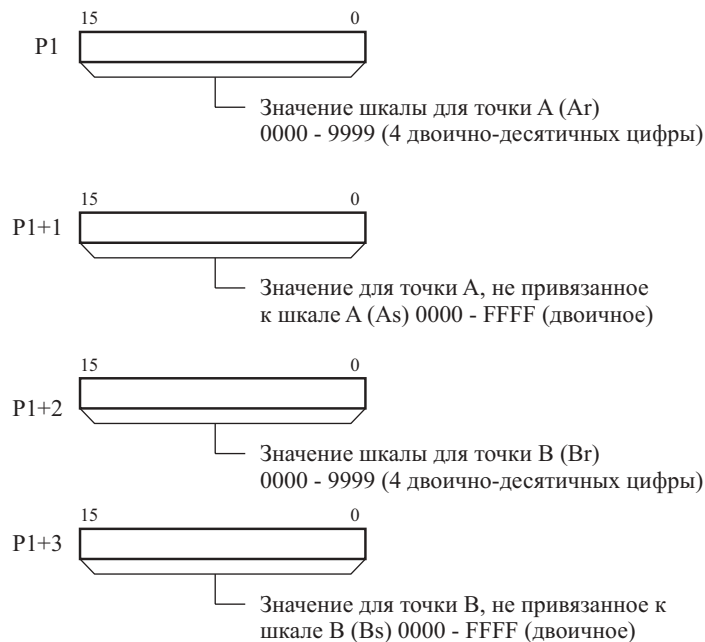 15 0
P1
Значение шкалы для точки A (Ar)
0000 - 9999 (4 двоично-десятичных цифры)
15 0
P1+1
Значение для точки A, не привязанное
к шкале A (As) 0000 - FFFF (двоичное)
15 0
P1+2
Значение шкалы для точки B (Br)
0000 - 9999 (4 двоично-десятичных цифры)
15 0
P1+3
Значение для точки B, не привязанное к
шкале B (Bs) 0000 - FFFF (двоичное)